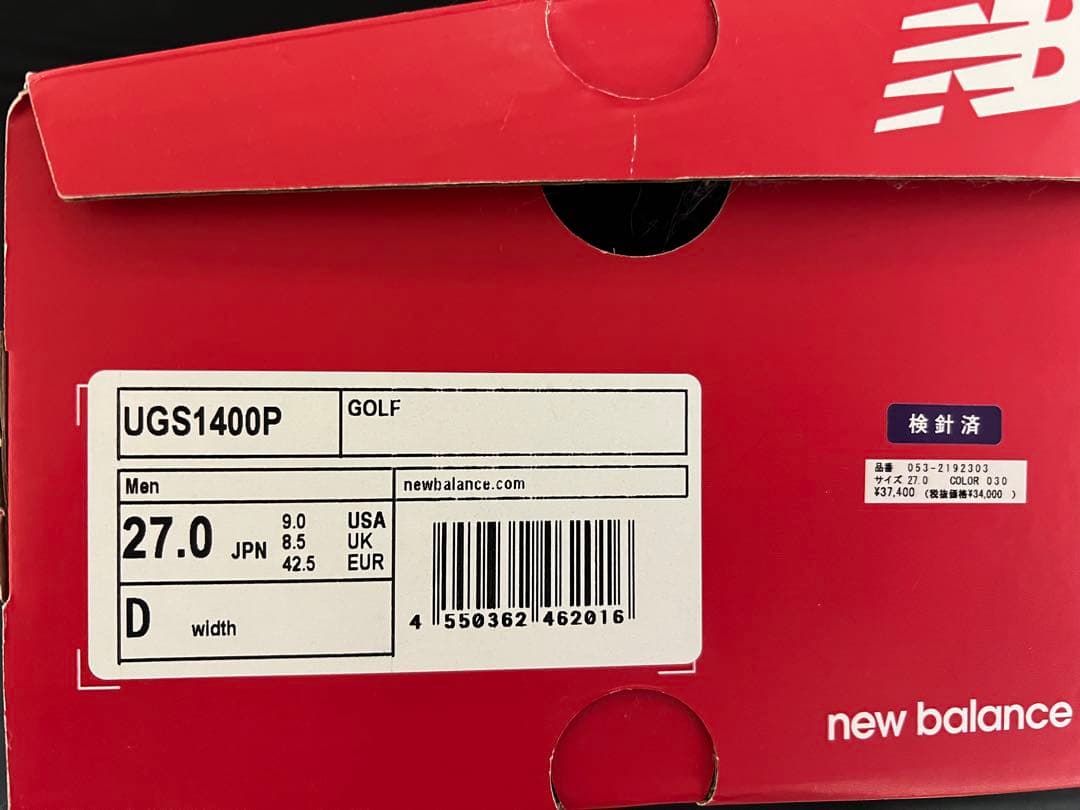 NB
UGS1400P
GOLF
Men
newbalance.com
27.0 JPN
9.0 USA
8.5 UK
42.5 EUR
D width
4 550362 462016
検針済
品番 053-2192303
サイズ 27.0 COLOR 030
¥37,400 (税抜価格¥34,000 )
new balance